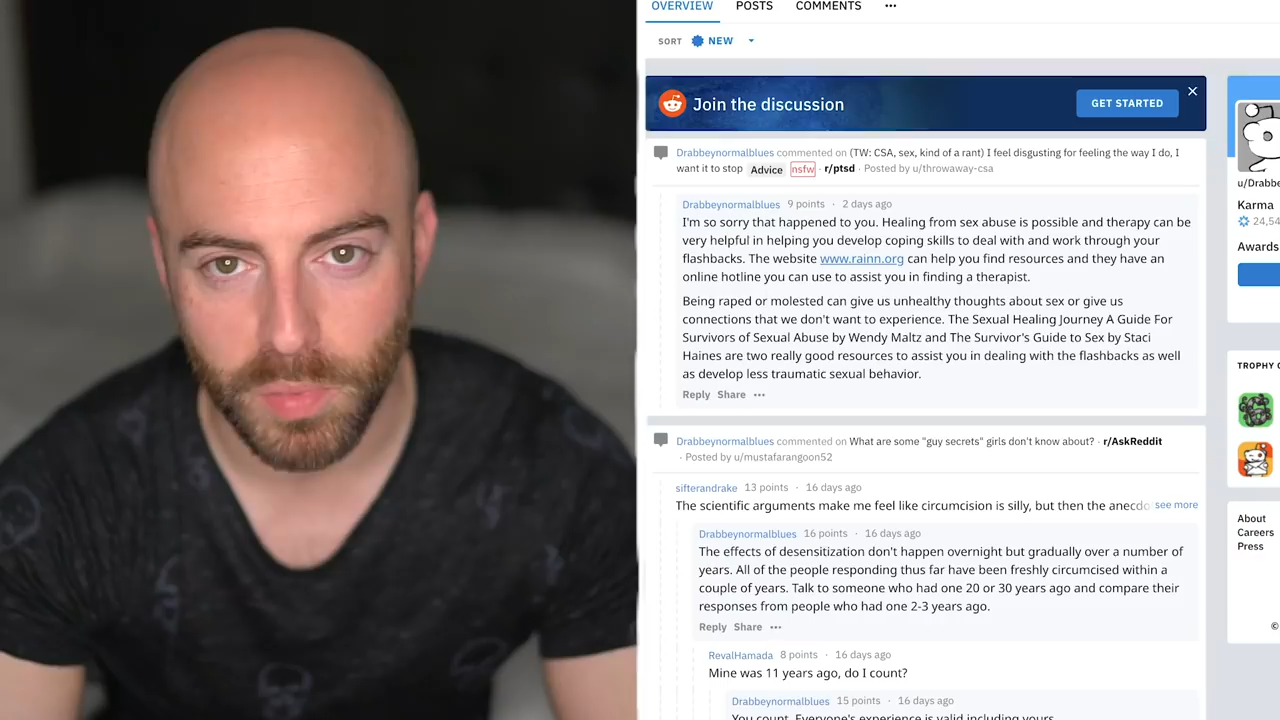 OVERVIEW POSTS COMMENTS
SORT NEW
Join the discussion
GET STARTED
Drabbeynormalblues commented on (TW: CSA, sex, kind of a rant) I feel disgusting for feeling the way I do, I
want it to stop Advice nsfw · r/ptsd · Posted by u/throwaway-csa
Drabbeynormalblues 9 points · 2 days ago
I'm so sorry that happened to you. Healing from sex abuse is possible and therapy can be
very helpful in helping you develop coping skills to deal with and work through your
flashbacks. The website www.rainn.org can help you find resources and they have an
online hotline you can use to assist you in finding a therapist.
Being raped or molested can give us unhealthy thoughts about sex or give us
connections that we don't want to experience. The Sexual Healing Journey A Guide For
Survivors of Sexual Abuse by Wendy Maltz and The Survivor's Guide to Sex by Staci
Haines are two really good resources to assist you in dealing with the flashbacks as well
as develop less traumatic sexual behavior.
Reply Share
Drabbeynormalblues commented on What are some "guy secrets" girls don't know about? · r/AskReddit
· Posted by u/mustafarangoon52
sifterandrake 13 points · 16 days ago
The scientific arguments make me feel like circumcision is silly, but then the anecdo see more
Drabbeynormalblues 16 points · 16 days ago
The effects of desensitization don't happen overnight but gradually over a number of
years. All of the people responding thus far have been freshly circumcised within a
couple of years. Talk to someone who had one 20 or 30 years ago and compare their
responses from people who had one 2-3 years ago.
Reply Share
RevalHamada 8 points · 16 days ago
Mine was 11 years ago, do I count?
Drabbeynormalblues 15 points · 16 days ago
You count. Everyone's experience is valid including yours.
u/Drabbe
Karma
24,54
Awards
TROPHY C
About
Careers
Press
©